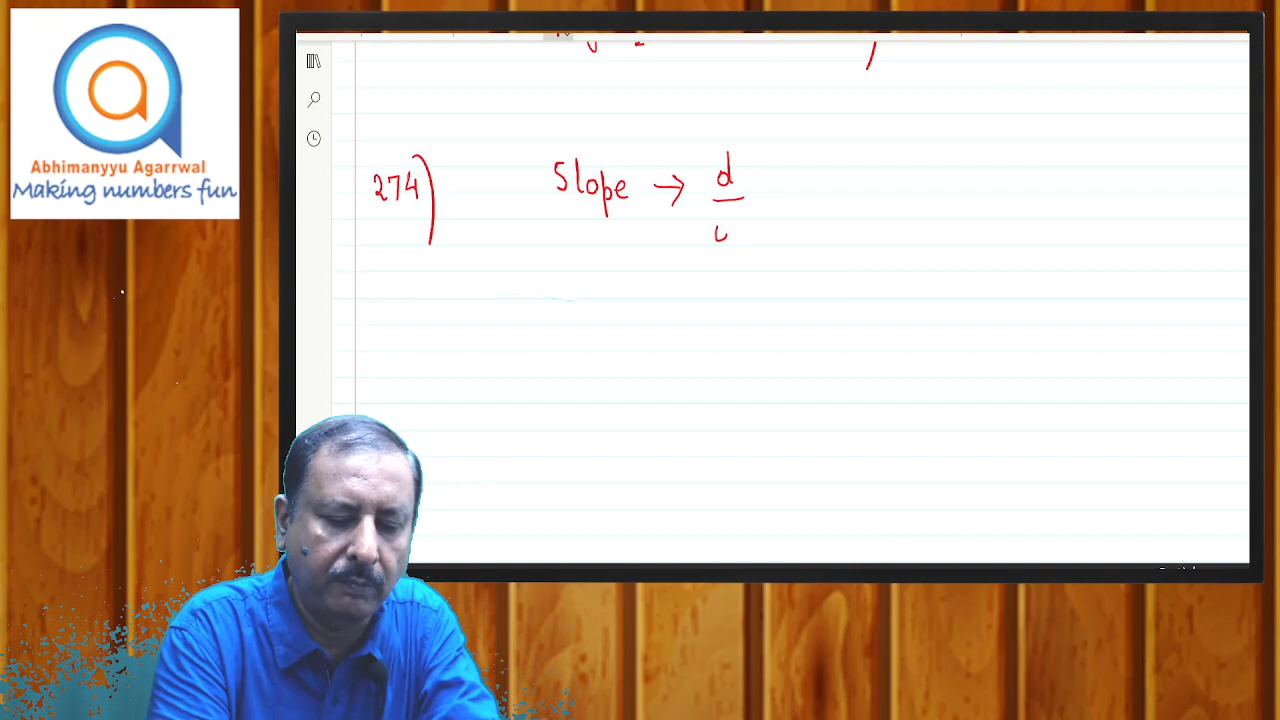 Abhimanyyu Agarrwal
Making numbers fun
274) Slope → d